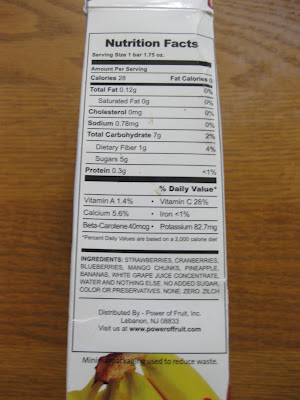 Nutrition Facts
Serving Size 1 bar 1.75 oz.
Amount Per Serving
Calories 28 Fat Calories 0
Total Fat 0.12g 0%
Saturated Fat 0g 0%
Cholesterol 0mg 0%
Sodium 0.78mg 0%
Total Carbohydrate 7g 2%
Dietary Fiber 1g 4%
Sugars 5g
Protein 0.3g <1%
% Daily Value*
Vitamin A 1.4% • Vitamin C 26%
Calcium 5.6% • Iron <1%
Beta-Carotene 40mcg • Potassium 82.7mg
*Percent Daily Values are based on a 2,000 calorie diet
INGREDIENTS: STRAWBERRIES, CRANBERRIES,
BLUEBERRIES, MANGO CHUNKS, PINEAPPLE,
BANANAS, WHITE GRAPE JUICE CONCENTRATE,
WATER AND NOTHING ELSE. NO ADDED SUGAR,
COLOR OR PRESERVATIVES. NONE. ZERO. ZILCH
Distributed By - Power of Fruit, Inc.
Lebanon, NJ 08833
Visit us at www.poweroffruit.com
packaging used to reduce waste.